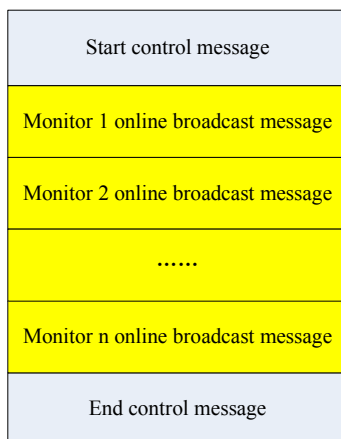 Start control message
Monitor 1 online broadcast message
Monitor 2 online broadcast message
......
Monitor n online broadcast message
End control message